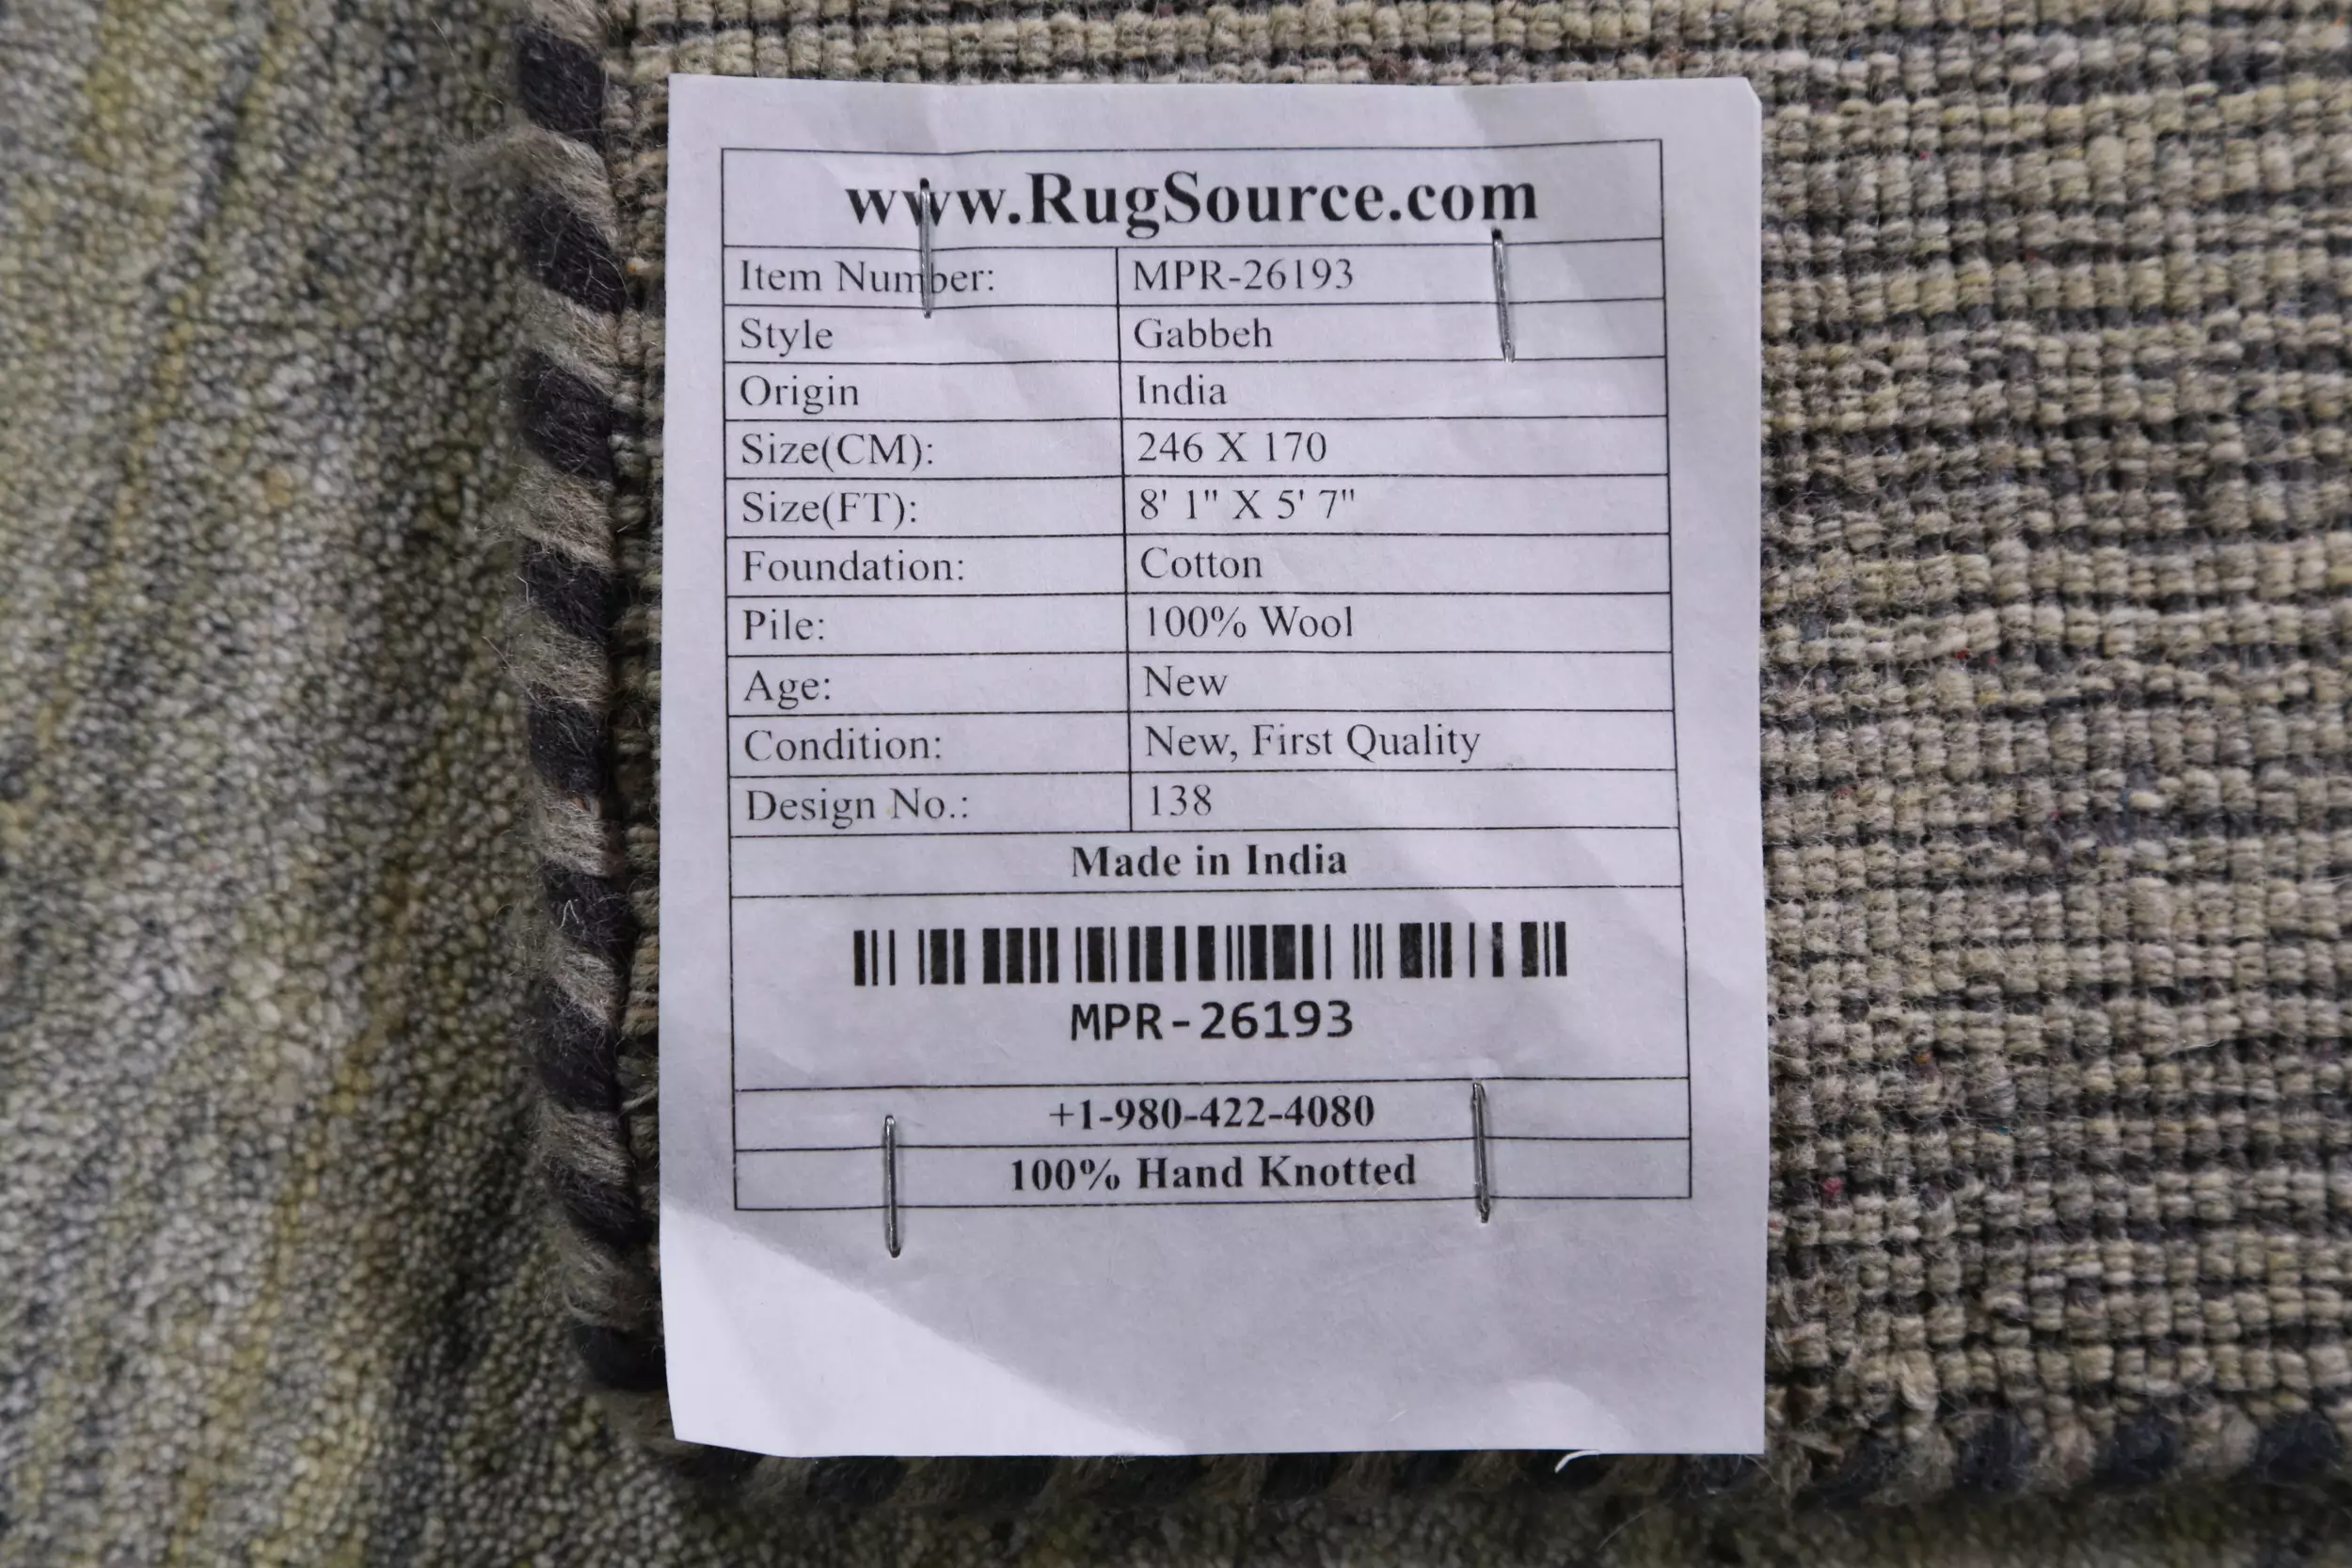 www.RugSource.com
Item Number: MPR-26193
Style Gabbeh
Origin India
Size(CM): 246 X 170
Size(FT): 8' 1" X 5' 7"
Foundation: Cotton
Pile: 100% Wool
Age: New
Condition: New, First Quality
Design No.: 138
Made in India
MPR-26193
+1-980-422-4080
100% Hand Knotted